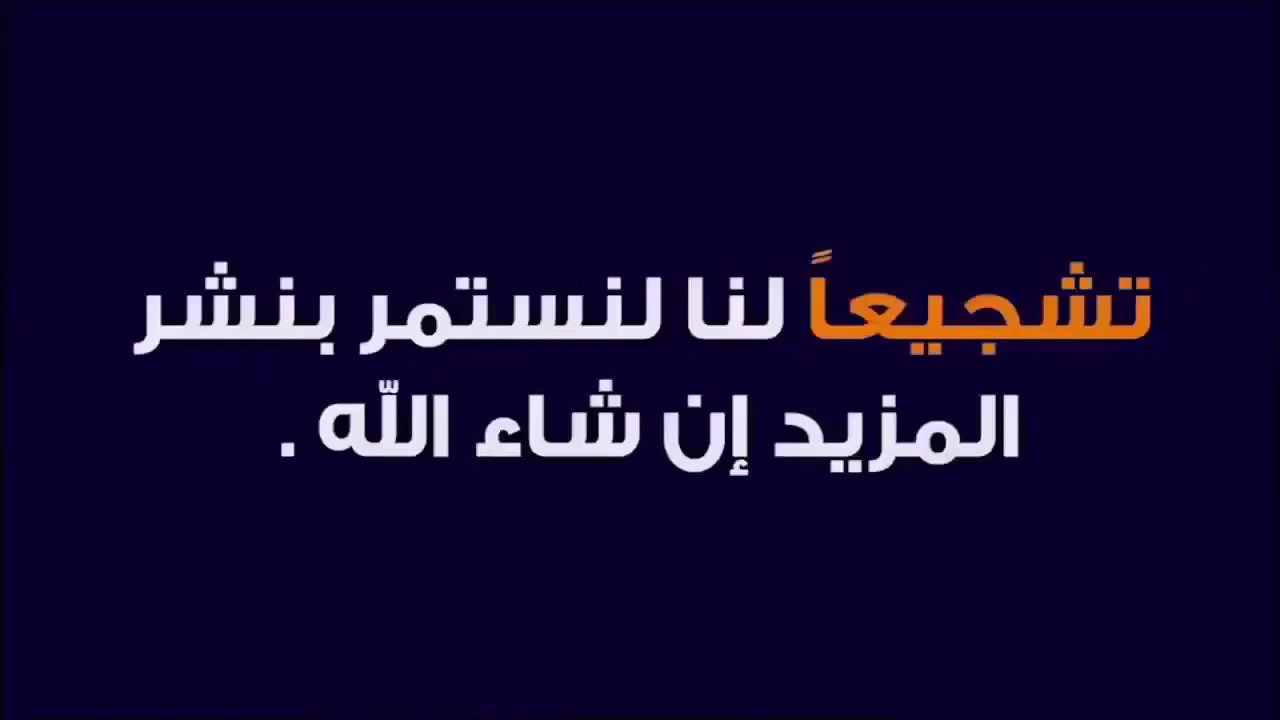 تشجيعاً لنا لنستمر بنشر
المزيد إن شاء اللّه .